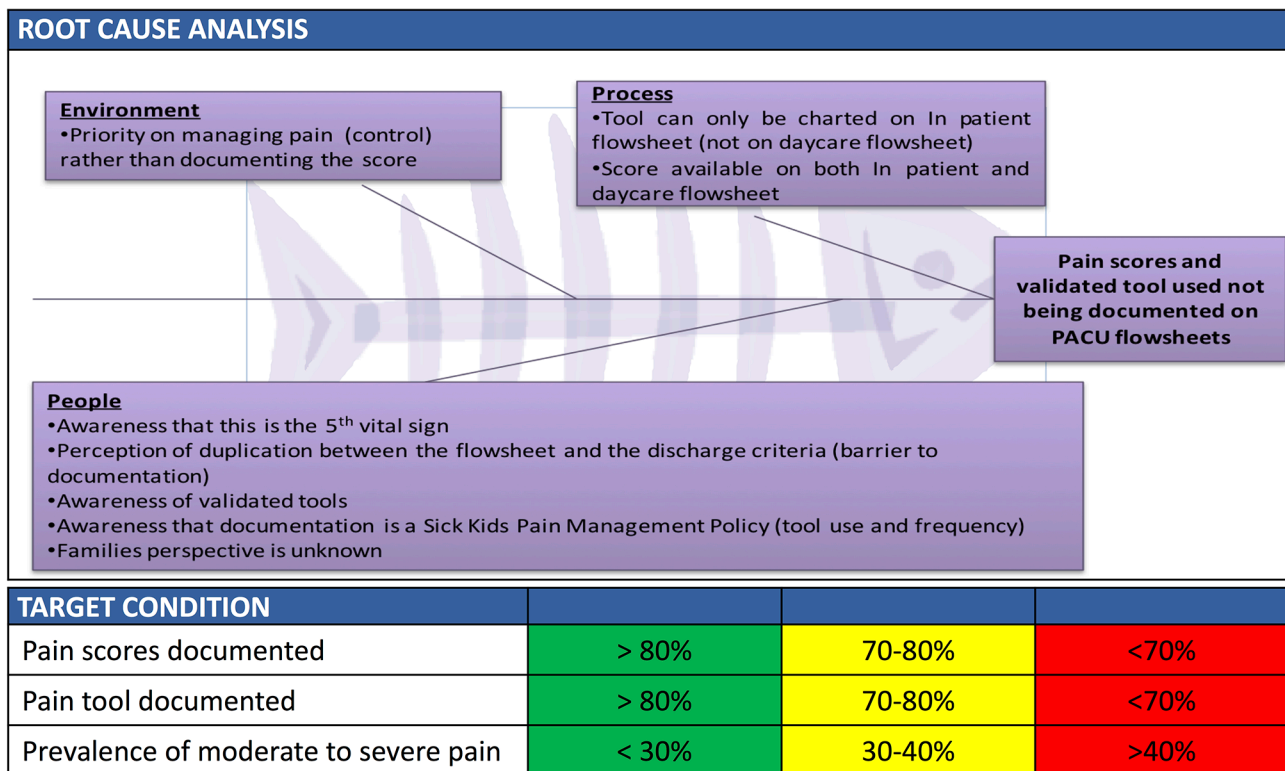 ROOT CAUSE ANALYSIS
Environment
•Priority on managing pain (control)
rather than documenting the score
Process
•Tool can only be charted on In patient
flowsheet (not on daycare flowsheet)
•Score available on both In patient and
daycare flowsheet
Pain scores and
validated tool used not
being documented on
PACU flowsheets
People
•Awareness that this is the 5th vital sign
•Perception of duplication between the flowsheet and the discharge criteria (barrier to
documentation)
•Awareness of validated tools
•Awareness that documentation is a Sick Kids Pain Management Policy (tool use and frequency)
•Families perspective is unknown
TARGET CONDITION
Pain scores documented > 80% 70-80% <70%
Pain tool documented > 80% 70-80% <70%
Prevalence of moderate to severe pain < 30% 30-40% >40%